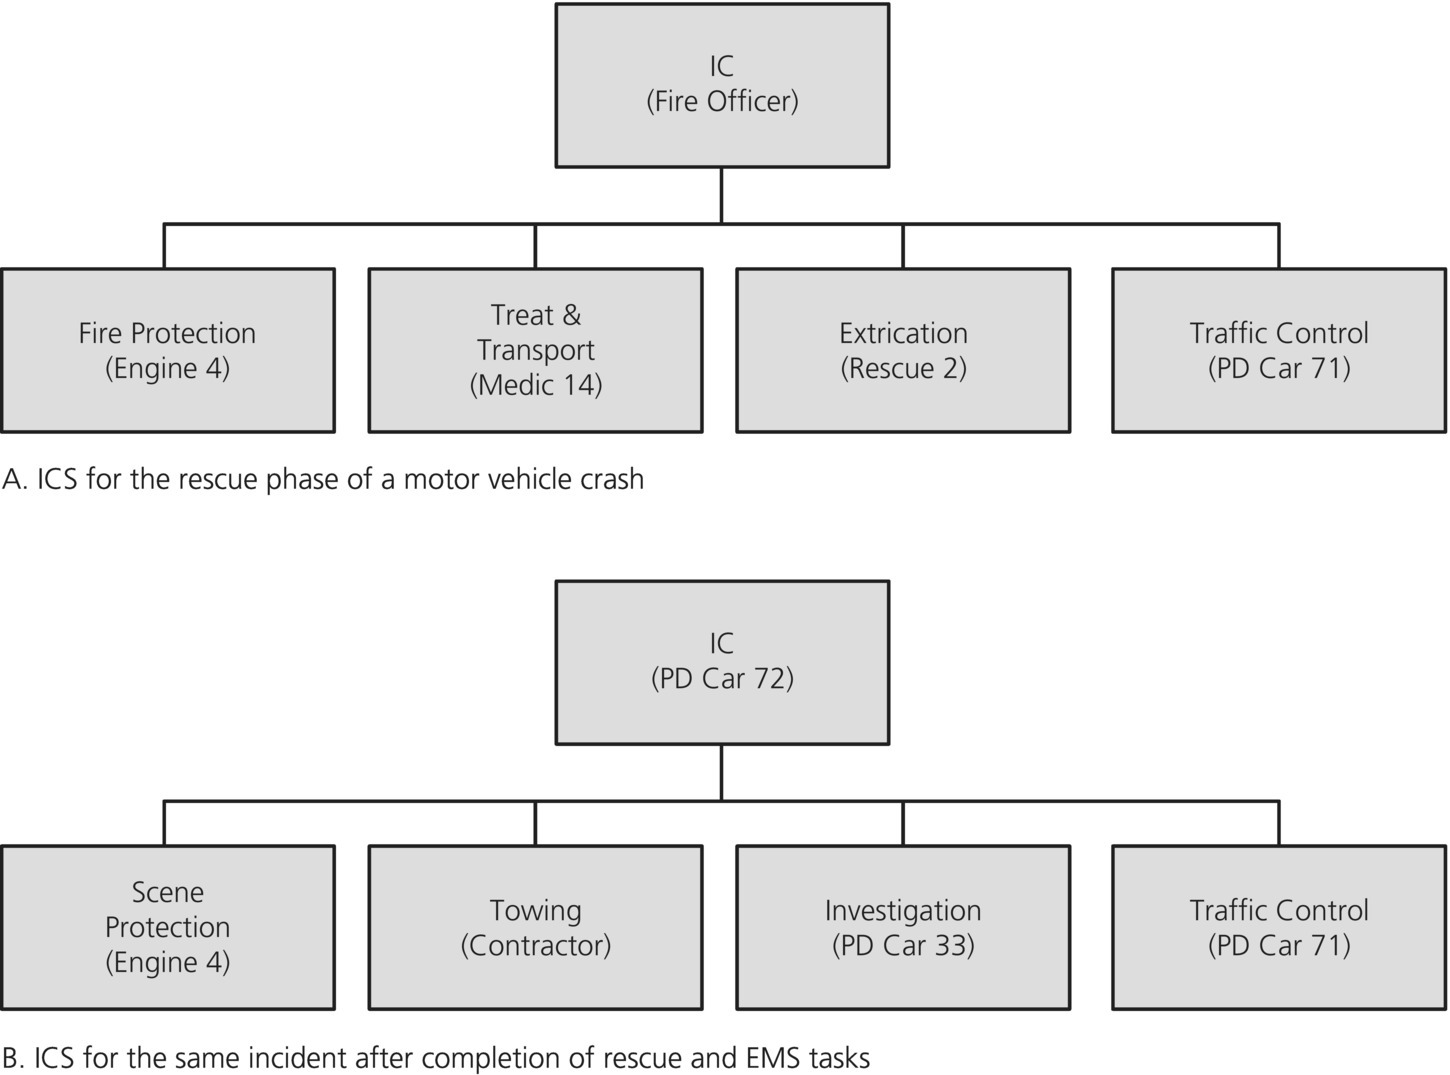 IC
(Fire Officer)
Fire Protection
(Engine 4)
Treat &
Transport
(Medic 14)
Extrication
(Rescue 2)
Traffic Control
(PD Car 71)
A. ICS for the rescue phase of a motor vehicle crash
IC
(PD Car 72)
Scene
Protection
(Engine 4)
Towing
(Contractor)
Investigation
(PD Car 33)
Traffic Control
(PD Car 71)
B. ICS for the same incident after completion of rescue and EMS tasks